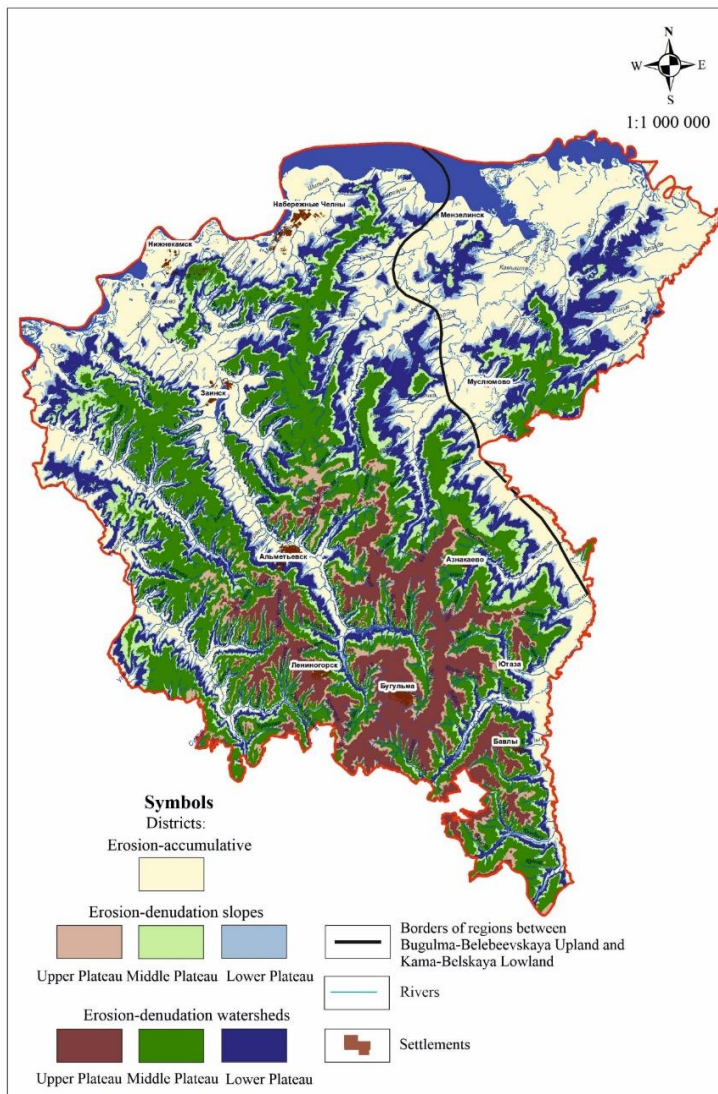 N
W E
S
1:1 000 000
Набережные Челны
Мензелинск
Нижнекамск
Муслюмово
Заинск
Альметьевск
Азнакаево
Лениногорск
Ютаза
Бугульма
Бавлы
Symbols
Districts:
Erosion-accumulative
Erosion-denudation slopes
Upper Plateau Middle Plateau Lower Plateau
Erosion-denudation watersheds
Upper Plateau Middle Plateau Lower Plateau
Borders of regions between
Bugulma-Belebeevskaya Upland and
Kama-Belskaya Lowland
Rivers
Settlements